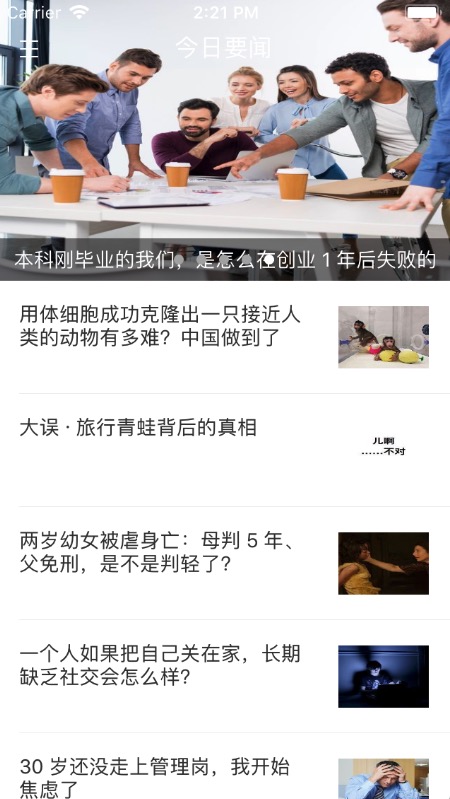 Carrier 2:21 PM
今日要闻
本科刚毕业的我们，是怎么在创业 1 年后失败的
用体细胞成功克隆出一只接近人
类的动物有多难？中国做到了
大误 · 旅行青蛙背后的真相
儿啊
……不对
两岁幼女被虐身亡：母判 5 年、
父免刑，是不是判轻了？
一个人如果把自己关在家，长期
缺乏社交会怎么样？
30 岁还没走上管理岗，我开始
焦虑了